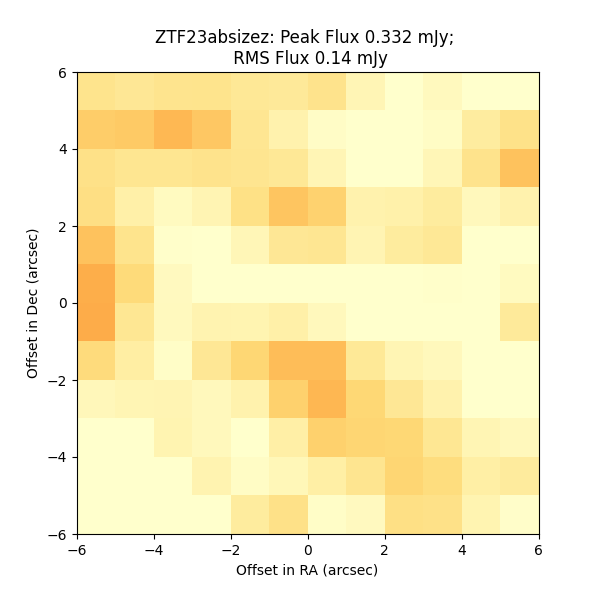 ZTF23absizez: Peak Flux 0.332 mJy;
RMS Flux 0.14 mJy
6
4
2
0
−2
−4
−6
Offset in Dec (arcsec)
−6 −4 −2 0 2 4 6
Offset in RA (arcsec)